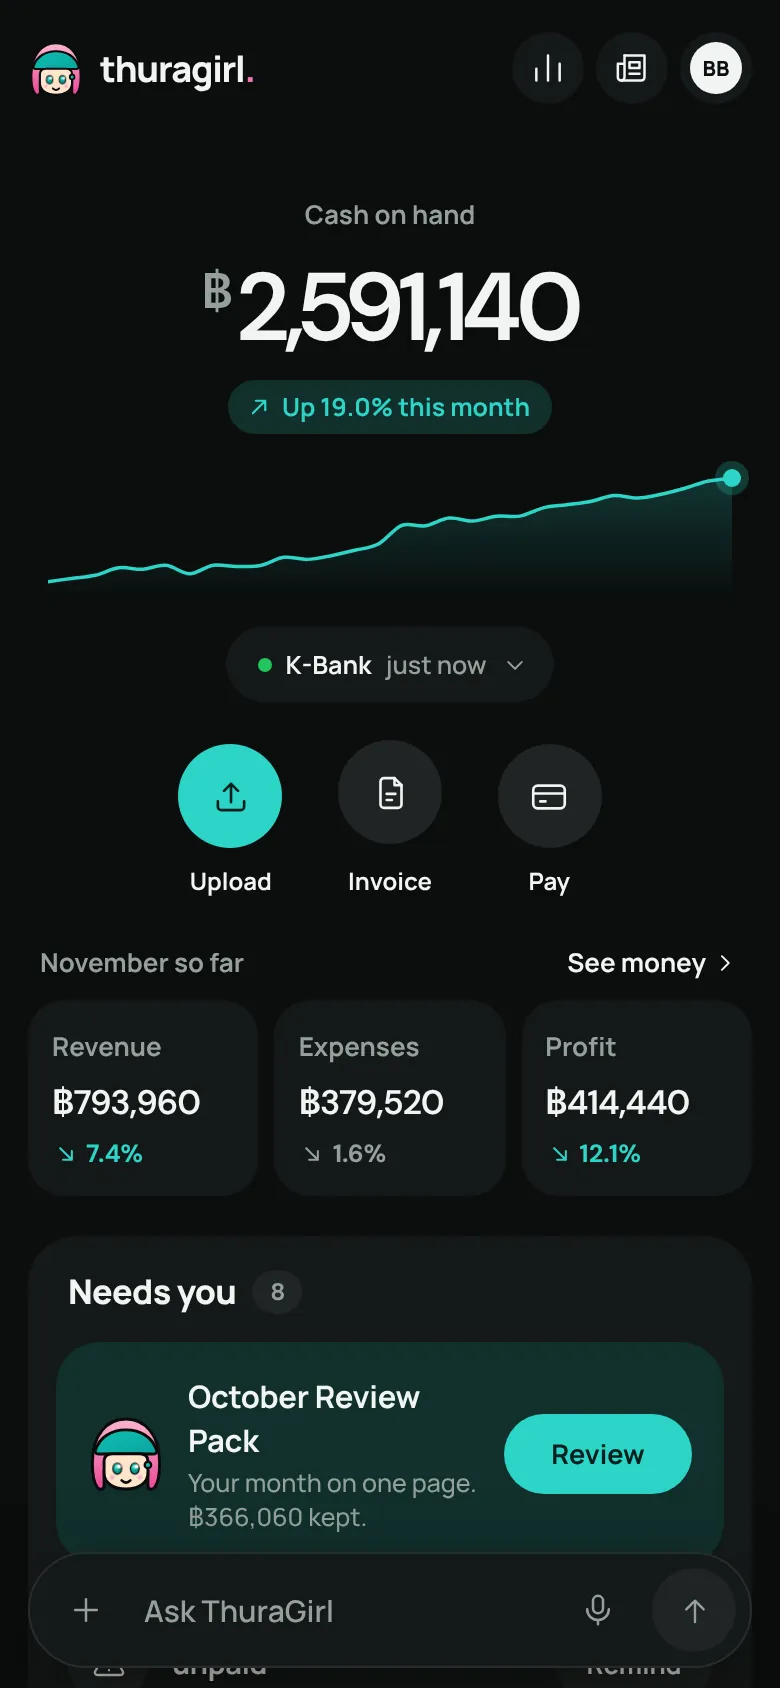 thuragirl.
BB
Cash on hand
฿2,591,140
Up 19.0% this month
K-Bank just now
Upload Invoice Pay
November so far See money
Revenue Expenses Profit
฿793,960 ฿379,520 ฿414,440
7.4% 1.6% 12.1%
Needs you 8
October Review
Pack
Review
Your month on one page.
฿366,060 kept.
Ask ThuraGirl
unpaid Remind